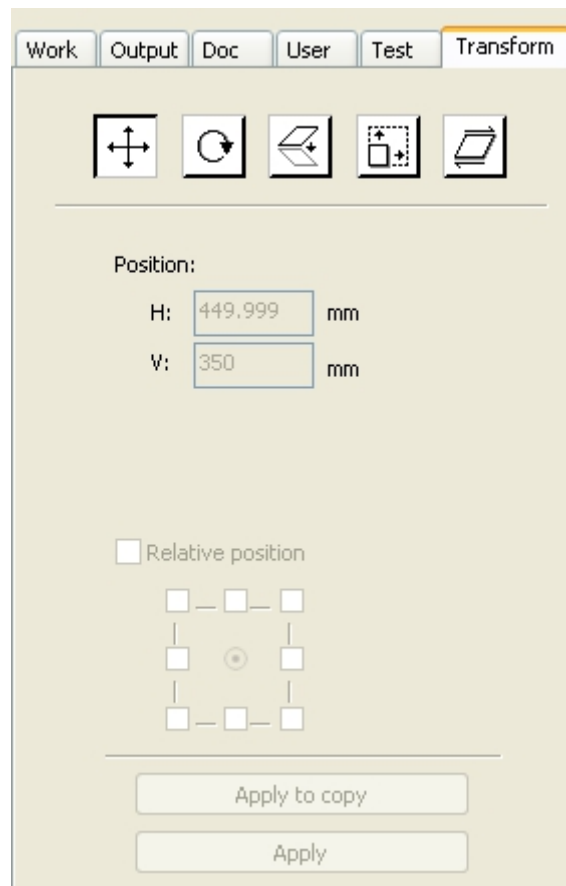 Work Output Doc User Test Transform
Position:
H: 449.999 mm
V: 350 mm
Relative position
Apply to copy
Apply